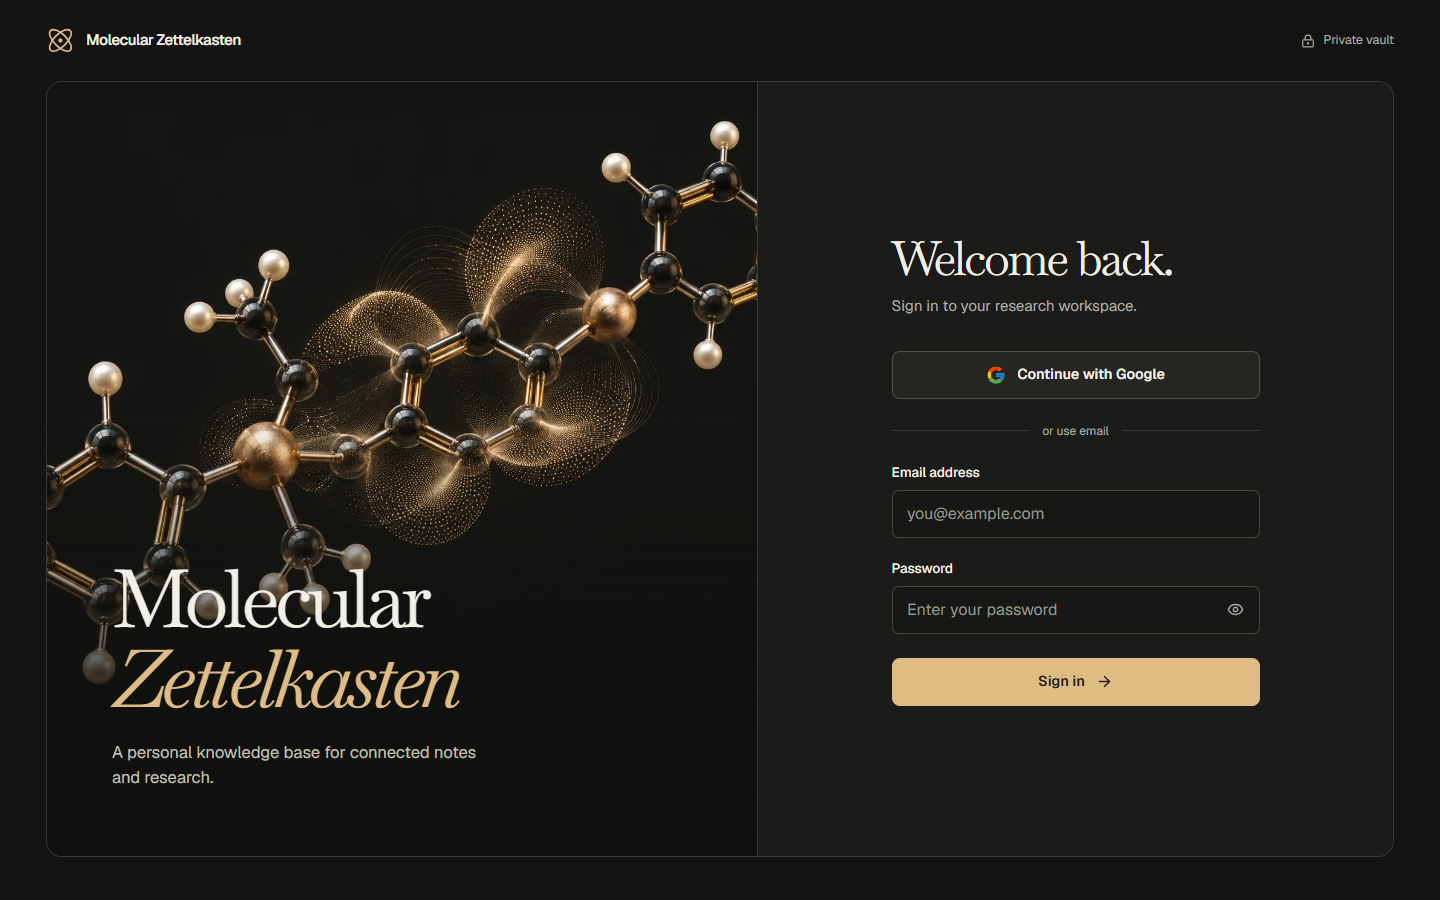 Molecular Zettelkasten
Private vault
Molecular
Zettelkasten
A personal knowledge base for connected notes
and research.
Welcome back.
Sign in to your research workspace.
Continue with Google
or use email
Email address
you@example.com
Password
Enter your password
Sign in →